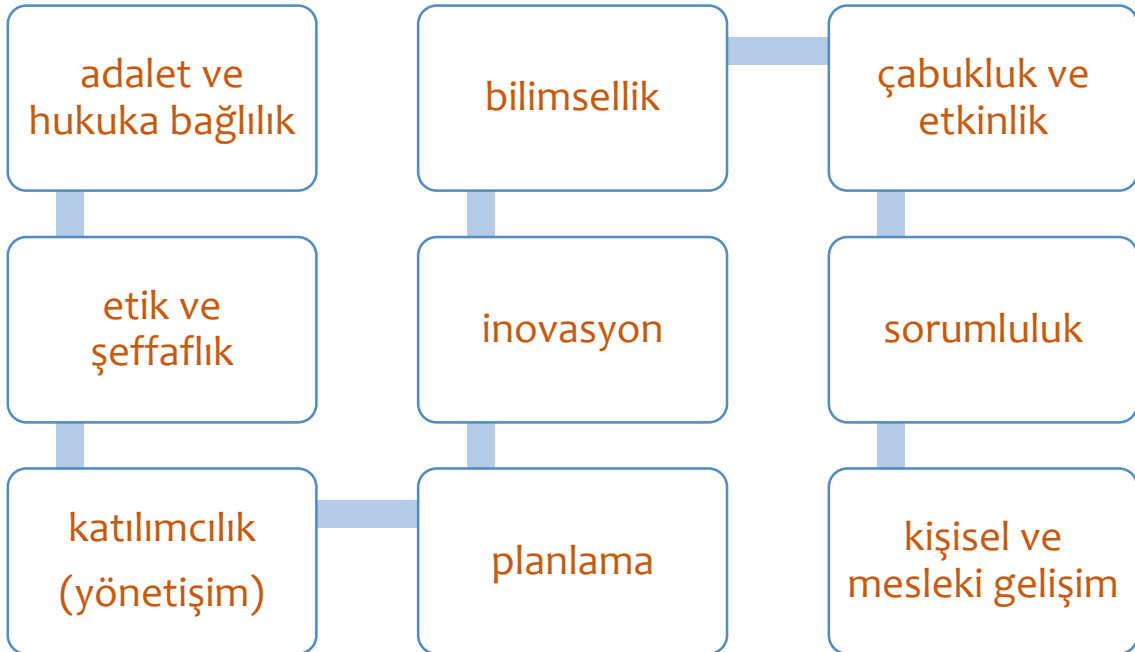 adalet ve
hukuka bağlılık
etik ve
şeffaflık
katılımcılık
(yönetişim)
planlama
inovasyon
bilimsellik
çabukluk ve
etkinlik
sorumluluk
kişisel ve
mesleki gelişim